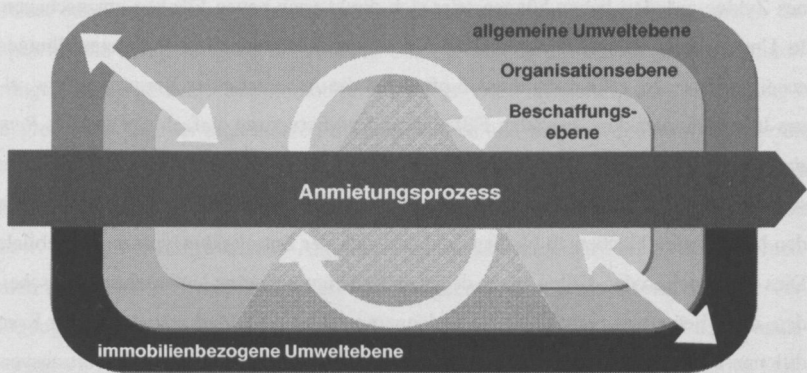 allgemeine Umweltebene
Organisationsebene
Beschaffungs-
ebene
Anmietungsprozess
immobilienbezogene Umweltebene